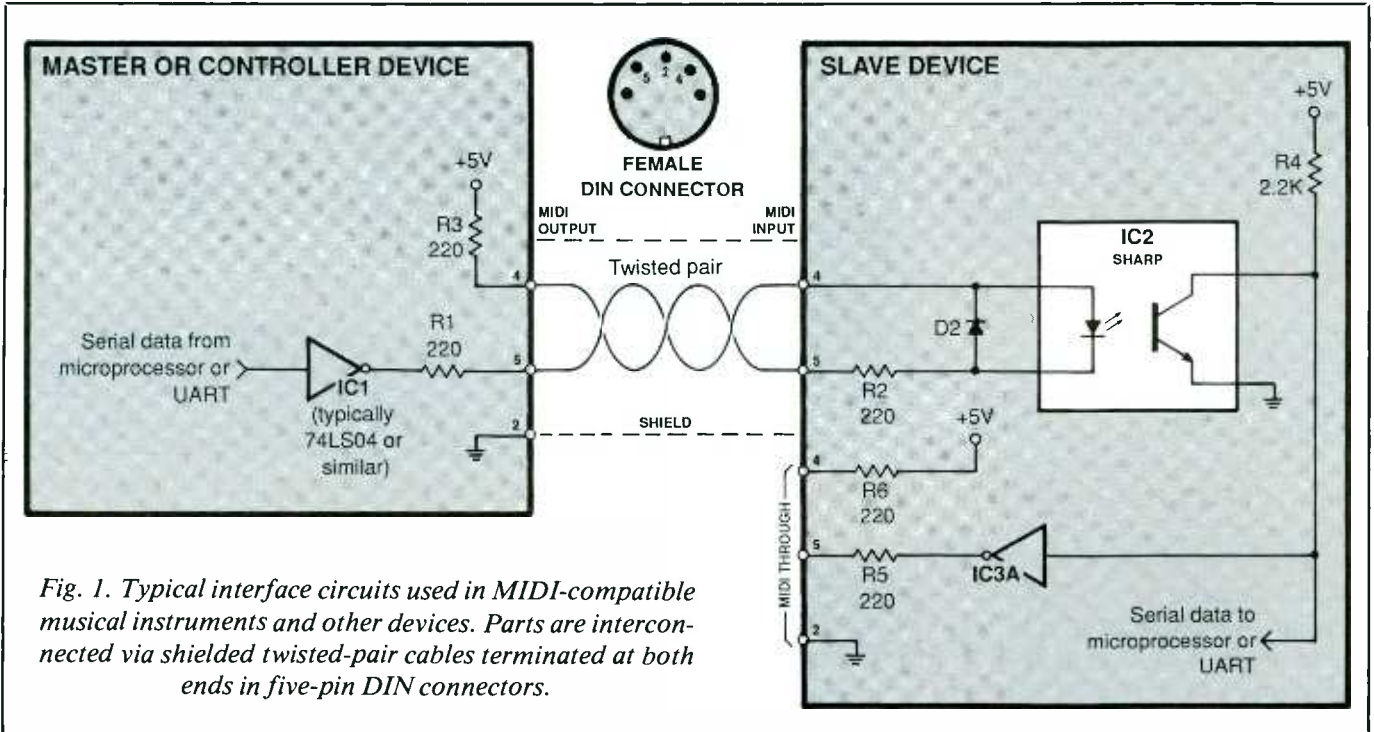 MASTER OR CONTROLLER DEVICE
+5V
R3
220
4
R1
220
5
Serial data from
microprocessor or
UART
IC1
(typically
74LS04 or
similar)
2
5 2 4
FEMALE
DIN CONNECTOR
MIDI
OUTPUT
MIDI
INPUT
Twisted pair
SHIELD
SLAVE DEVICE
+5V
R4
2.2K
IC2
SHARP
4
D2
5
R2
220
+5V
4
R6
220
MIDI THROUGH
5
R5
220
IC3A
2
Serial data to
microprocessor or
UART
Fig. 1. Typical interface circuits used in MIDI-compatible
musical instruments and other devices. Parts are intercon-
nected via shielded twisted-pair cables terminated at both
ends in five-pin DIN connectors.